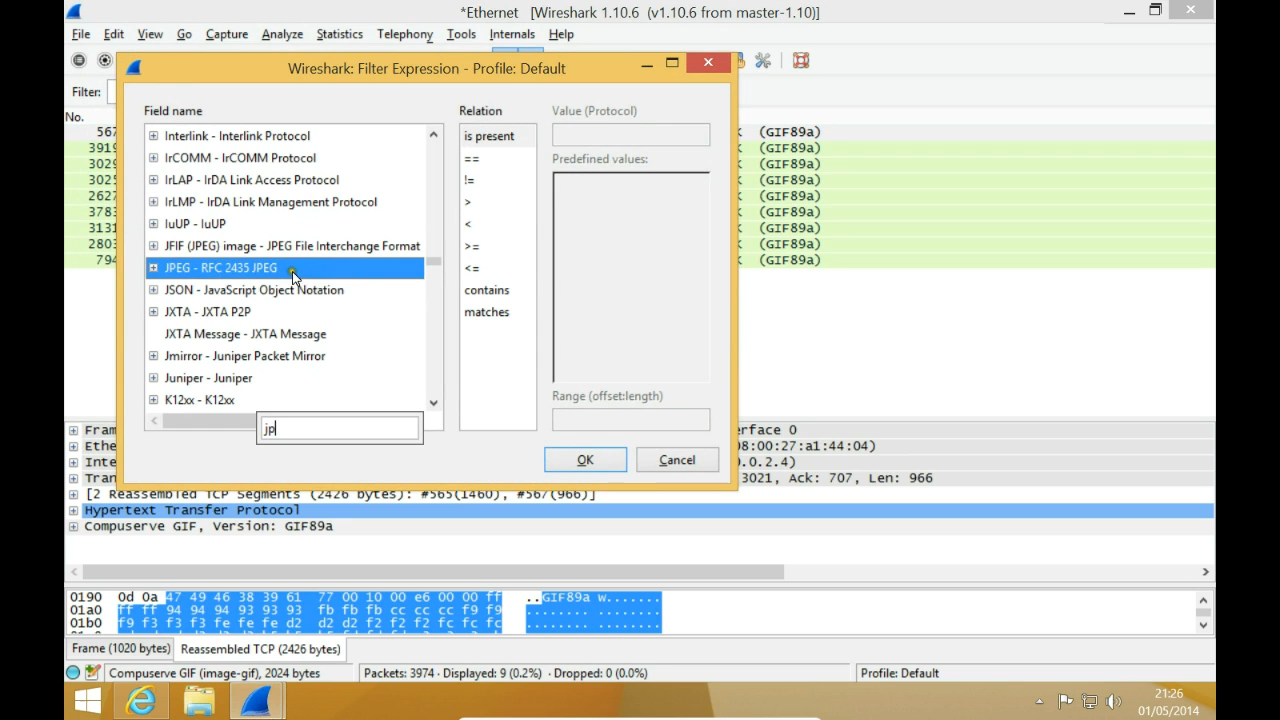 *Ethernet [Wireshark 1.10.6 (v1.10.6 from master-1.10)]
File Edit View Go Capture Analyze Statistics Telephony Tools Internals Help
Wireshark: Filter Expression - Profile: Default
Filter:
Field name Relation Value (Protocol)
No.
Interlink - Interlink Protocol is present
567 (GIF89a)
3919 (GIF89a)
IrCOMM - IrCOMM Protocol ==
Predefined values:
3029 (GIF89a)
IrLAP - IrDA Link Access Protocol !=
3025 (GIF89a)
2627 (GIF89a)
IrLMP - IrDA Link Management Protocol >
3783 (GIF89a)
IuUP - IuUP <
3131 (GIF89a)
JFIF (JPEG) image - JPEG File Interchange Format >=
2803 (GIF89a)
794 (GIF89a)
JPEG - RFC 2435 JPEG <=
JSON - JavaScript Object Notation contains
JXTA - JXTA P2P matches
JXTA Message - JXTA Message
Jmirror - Juniper Packet Mirror
Juniper - Juniper
Range (offset:length)
K12xx - K12xx
jp
Fram erface 0
Ethe 08:00:27:a1:44:04)
OK Cancel
Inte .0.2.4)
Tran 3021, Ack: 707, Len: 966
[2 Reassembled TCP Segments (2426 bytes): #565(1460), #567(966)]
Hypertext Transfer Protocol
Compuserve GIF, Version: GIF89a
0190 0d 0a 47 49 46 38 39 61 77 00 10 00 e6 00 00 ff ..GIF89a w.......
01a0 ff ff 94 94 94 93 93 93 fb fb fb cc cc cc f9 f9 ........ ........
01b0 f9 f3 f3 f3 fe fe fe d2 d2 d2 f2 f2 f2 fc fc fc ........ ........
Frame (1020 bytes) Reassembled TCP (2426 bytes)
Compuserve GIF (image-gif), 2024 bytes Packets: 3974 · Displayed: 9 (0.2%) · Dropped: 0 (0.0%) Profile: Default
21:26
01/05/2014